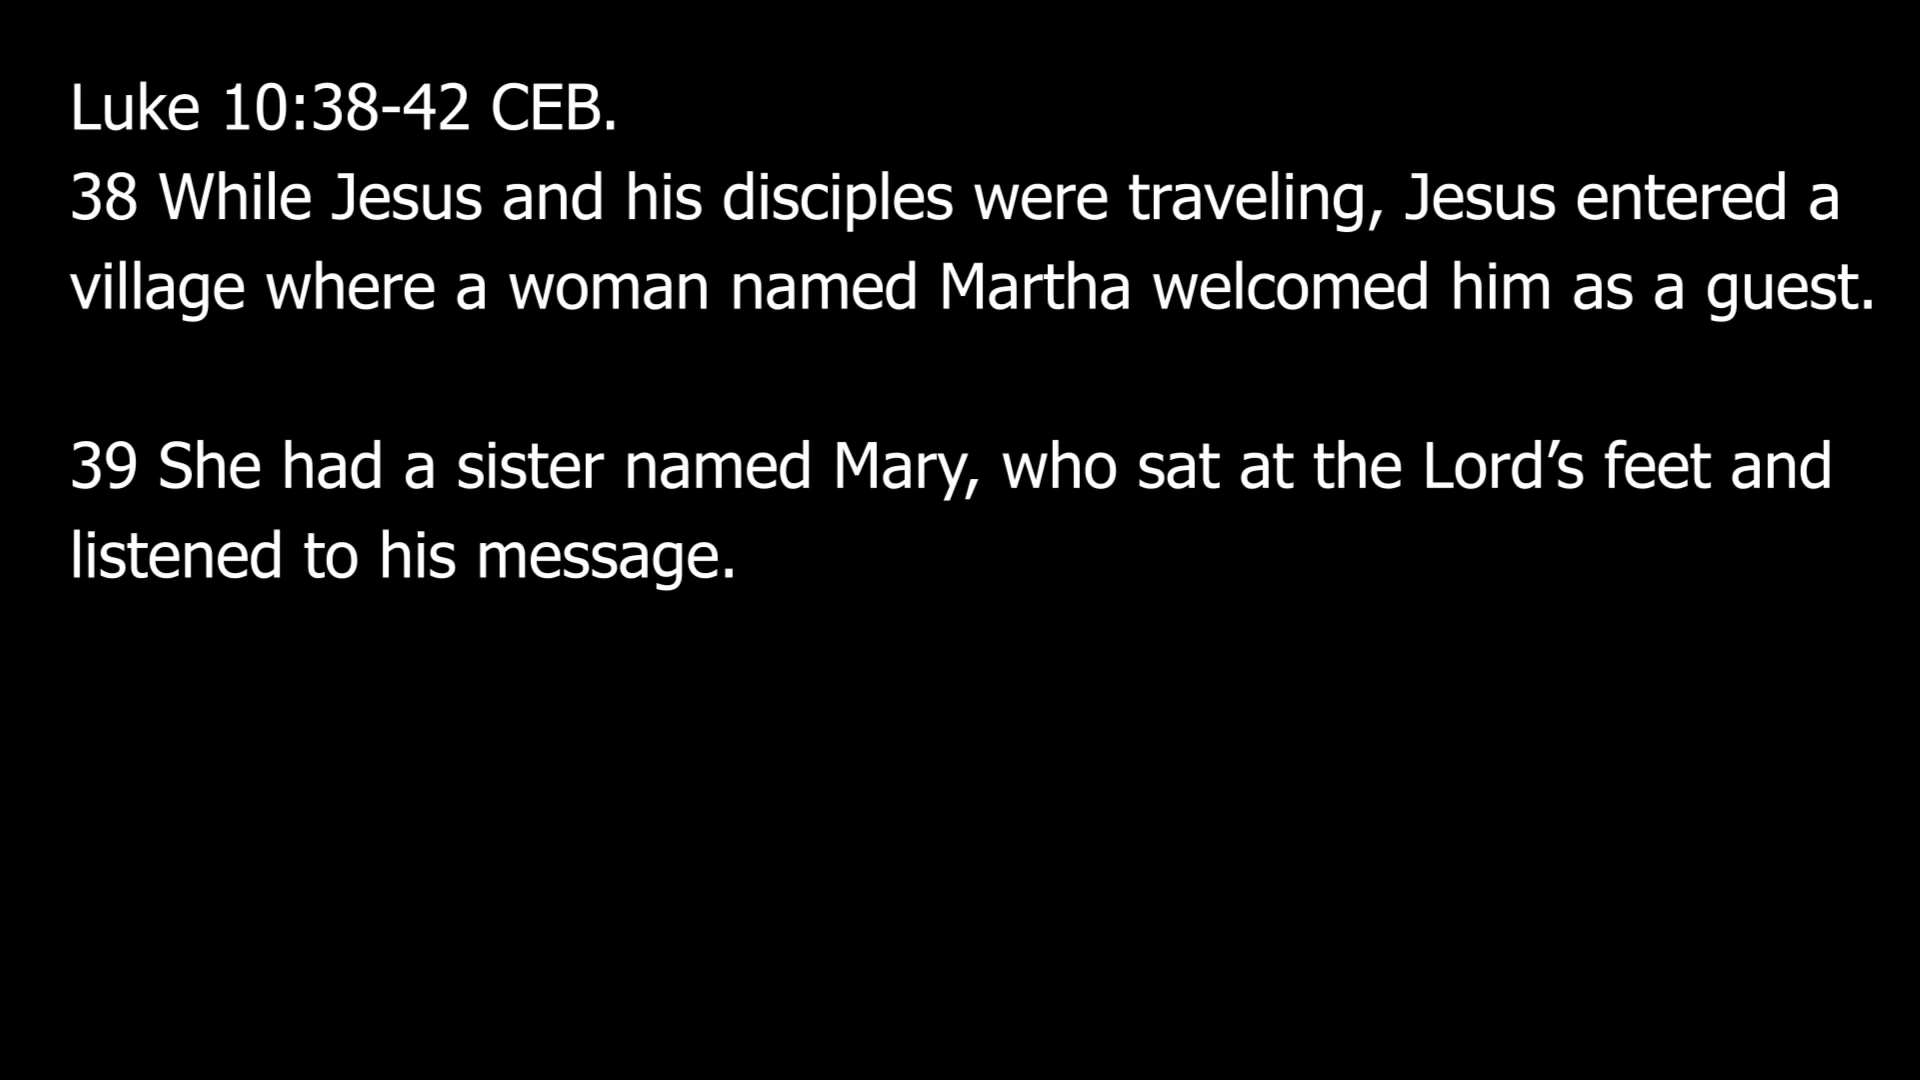 Luke 10:38-42 CEB.
38 While Jesus and his disciples were traveling, Jesus entered a
village where a woman named Martha welcomed him as a guest.
39 She had a sister named Mary, who sat at the Lord’s feet and
listened to his message.